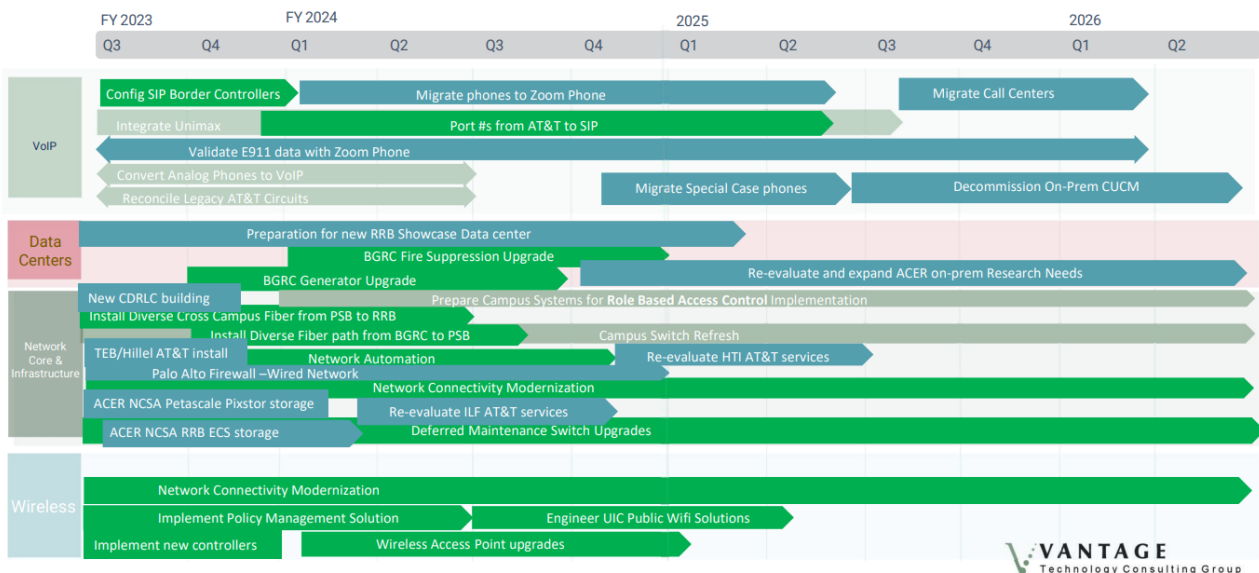 FY 2023
FY 2024
2025
2026
Q3 Q4 Q1 Q2 Q3 Q4 Q1 Q2 Q3 Q4 Q1 Q2
VoIP
Config SIP Border Controllers
Migrate phones to Zoom Phone
Migrate Call Centers
Integrate Unimax
Port #s from AT&T to SIP
Validate E911 data with Zoom Phone
Convert Analog Phones to VoIP
Migrate Special Case phones
Decommission On-Prem CUCM
Reconcile Legacy AT&T Circuits
Data
Centers
Preparation for new RRB Showcase Data center
BGRC Fire Suppression Upgrade
BGRC Generator Upgrade
Re-evaluate and expand ACER on-prem Research Needs
Network
Core &
Infrastructure
New CDRLC building
Prepare Campus Systems for Role Based Access Control Implementation
Install Diverse Cross Campus Fiber from PSB to RRB
Install Diverse Fiber path from BGRC to PSB
Campus Switch Refresh
TEB/Hillel AT&T install
Network Automation
Re-evaluate HTI AT&T services
Palo Alto Firewall –Wired Network
Network Connectivity Modernization
ACER NCSA Petascale Pixstor storage
Re-evaluate ILF AT&T services
ACER NCSA RRB ECS storage
Deferred Maintenance Switch Upgrades
Wireless
Network Connectivity Modernization
Implement Policy Management Solution
Engineer UIC Public Wifi Solutions
Implement new controllers
Wireless Access Point upgrades
VANTAGE
Technology Consulting Group